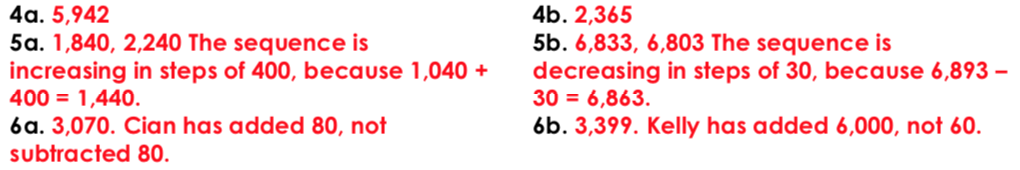 4a. 5,942
5a. 1,840, 2,240 The sequence is
increasing in steps of 400, because 1,040 +
400 = 1,440.
6a. 3,070. Cian has added 80, not
subtracted 80.
4b. 2,365
5b. 6,833, 6,803 The sequence is
decreasing in steps of 30, because 6,893 –
30 = 6,863.
6b. 3,399. Kelly has added 6,000, not 60.